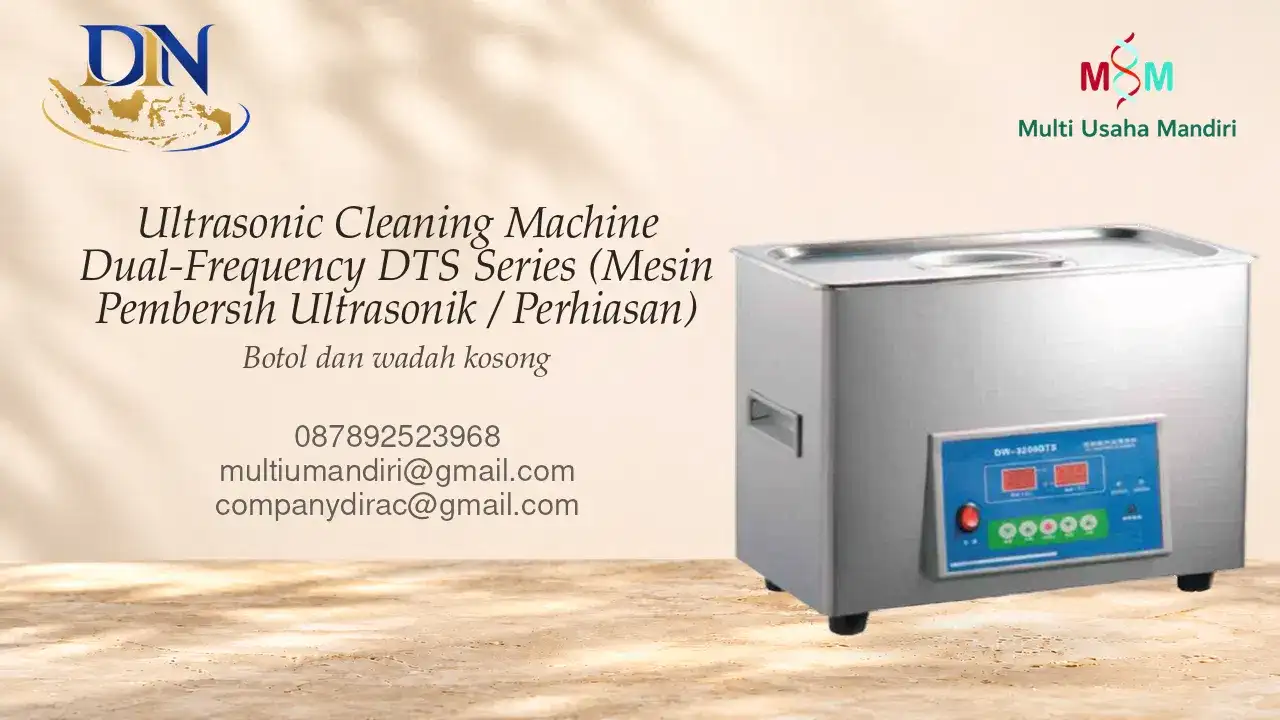 DIN
M M
Multi Usaha Mandiri
Ultrasonic Cleaning Machine
Dual-Frequency DTS Series (Mesin
Pembersih Ultrasonik / Perhiasan)
Botol dan wadah kosong
087892523968
multiumandiri@gmail.com
companydirac@gmail.com